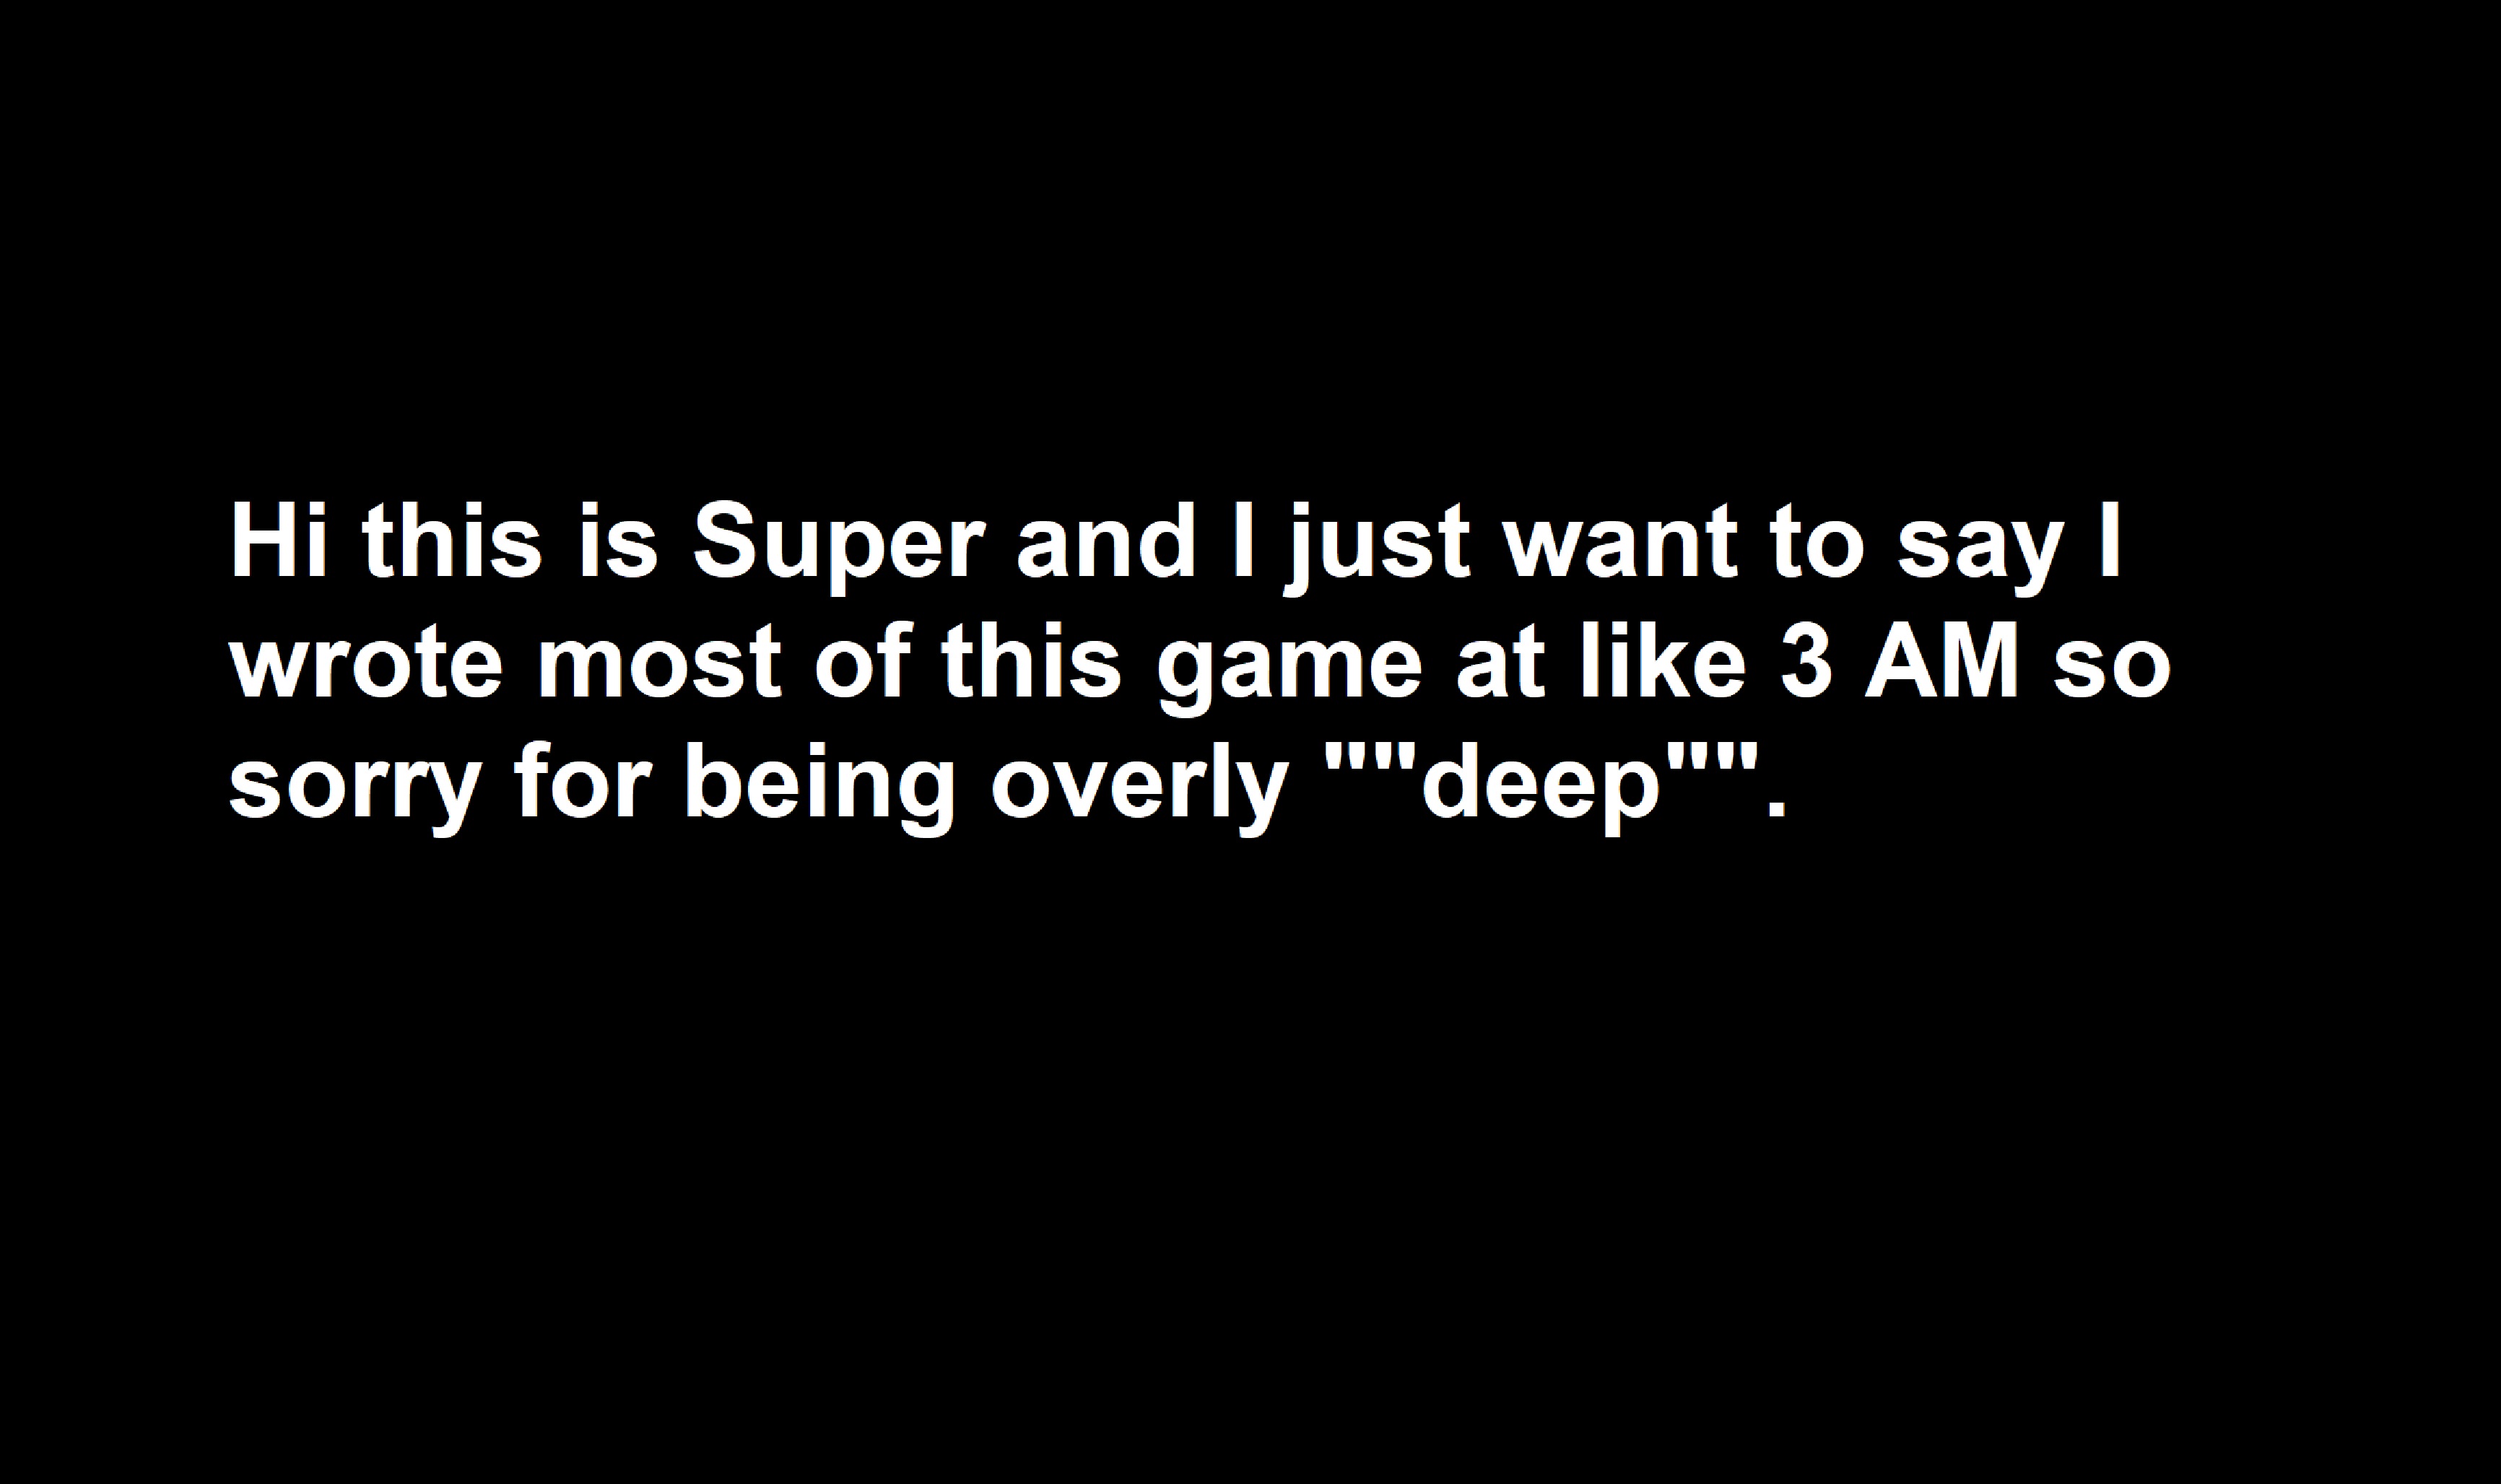 Hi this is Super and I just want to say I
wrote most of this game at like 3 AM so
sorry for being overly ""deep"".